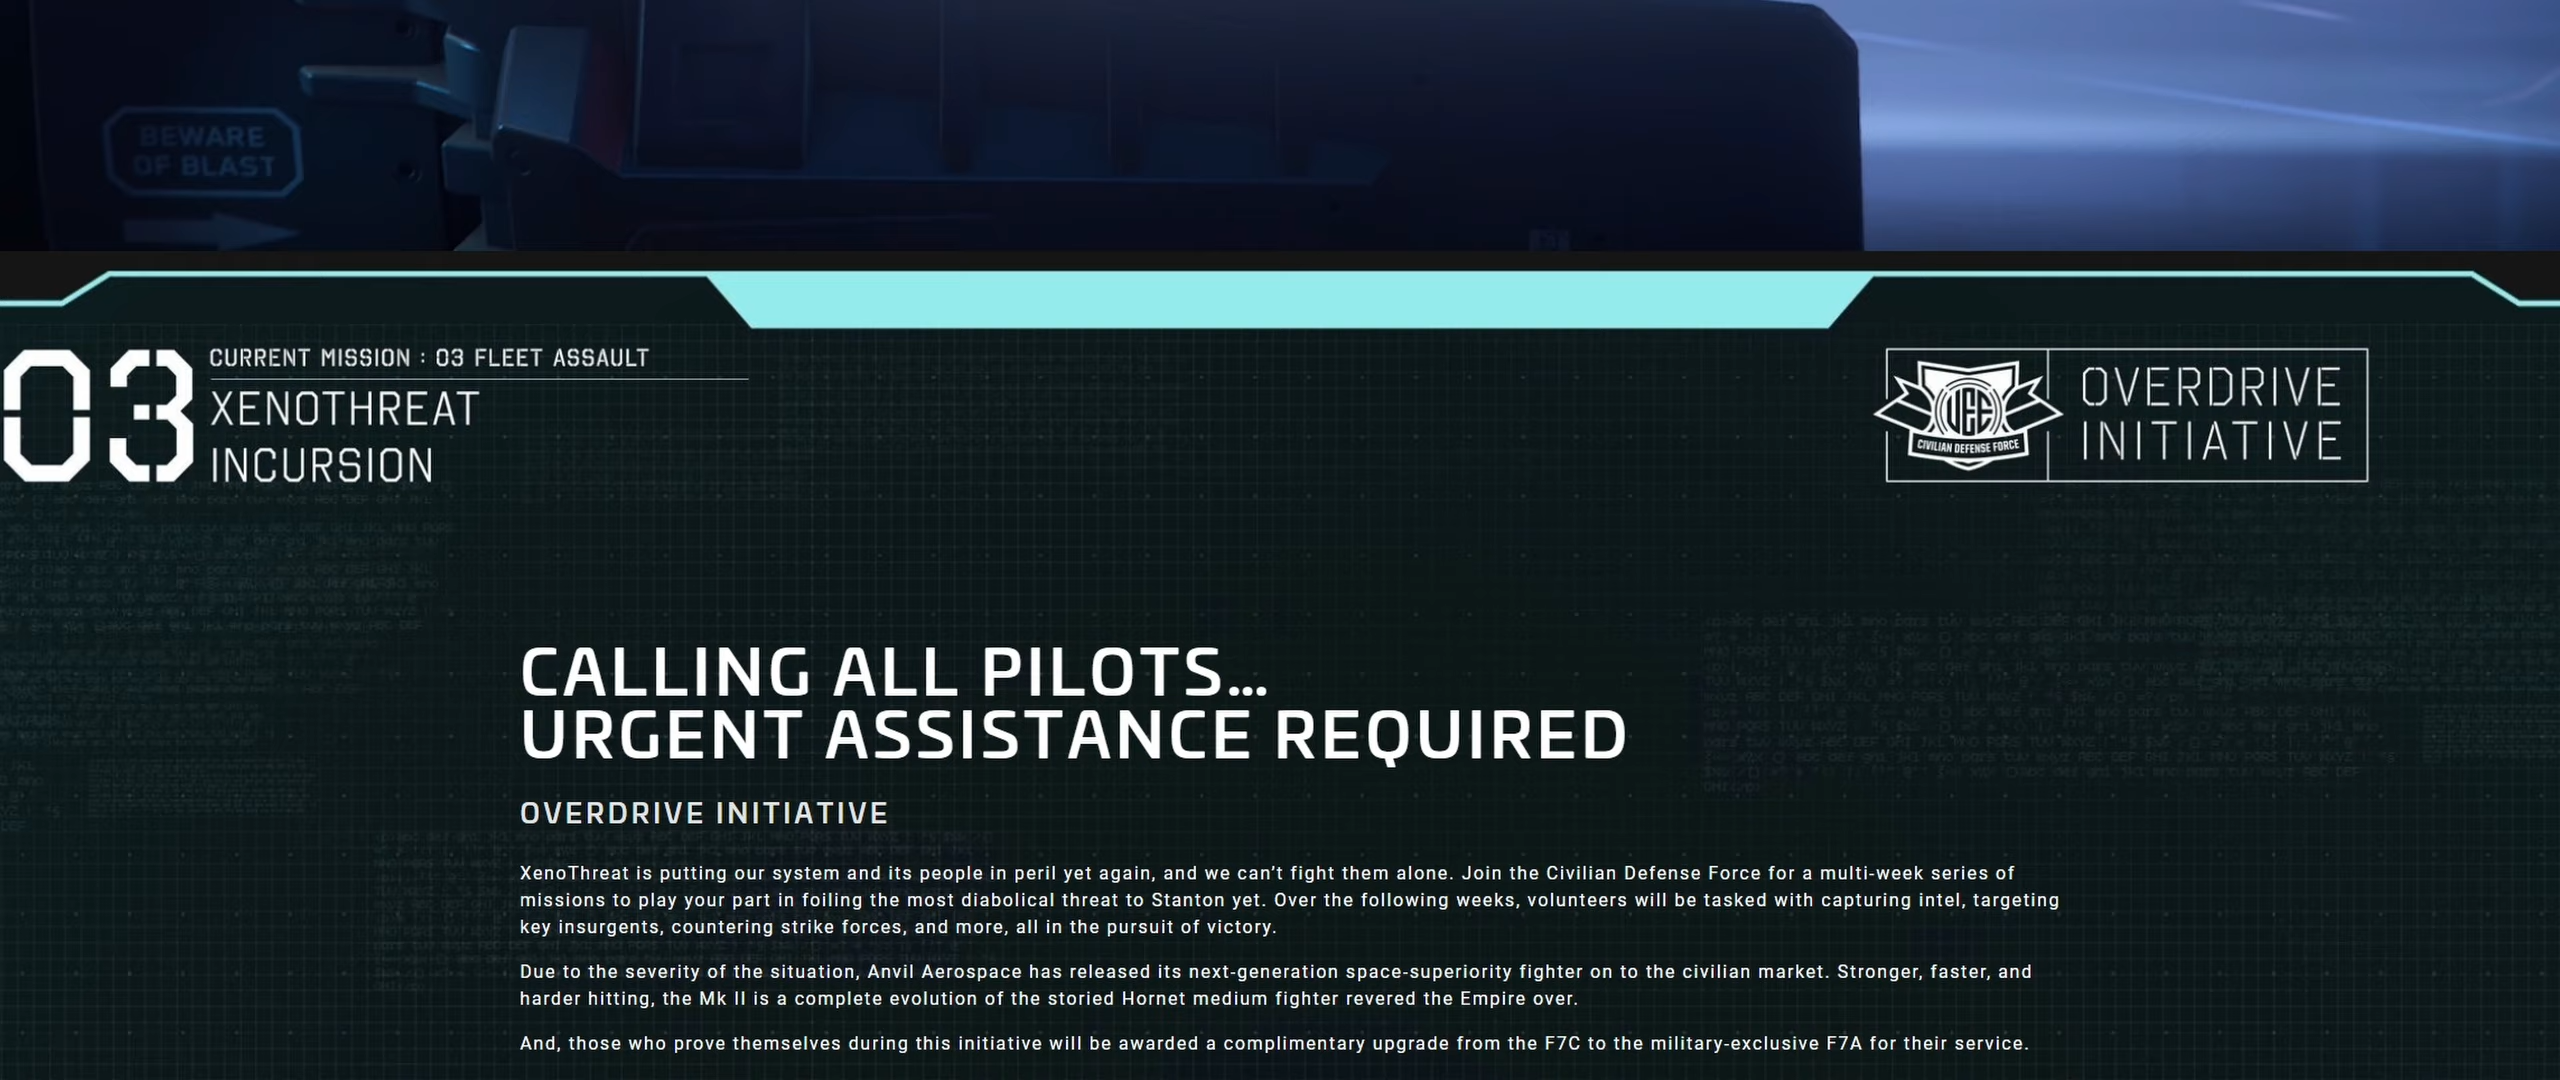 BEWARE
OF BLAST
03
CURRENT MISSION : 03 FLEET ASSAULT
XENOTHREAT
INCURSION
UEE
CIVILIAN DEFENSE FORCE
OVERDRIVE
INITIATIVE
CALLING ALL PILOTS...
URGENT ASSISTANCE REQUIRED
OVERDRIVE INITIATIVE
XenoThreat is putting our system and its people in peril yet again, and we can’t fight them alone. Join the Civilian Defense Force for a multi-week series of
missions to play your part in foiling the most diabolical threat to Stanton yet. Over the following weeks, volunteers will be tasked with capturing intel, targeting
key insurgents, countering strike forces, and more, all in the pursuit of victory.
Due to the severity of the situation, Anvil Aerospace has released its next-generation space-superiority fighter on to the civilian market. Stronger, faster, and
harder hitting, the Mk II is a complete evolution of the storied Hornet medium fighter revered the Empire over.
And, those who prove themselves during this initiative will be awarded a complimentary upgrade from the F7C to the military-exclusive F7A for their service.